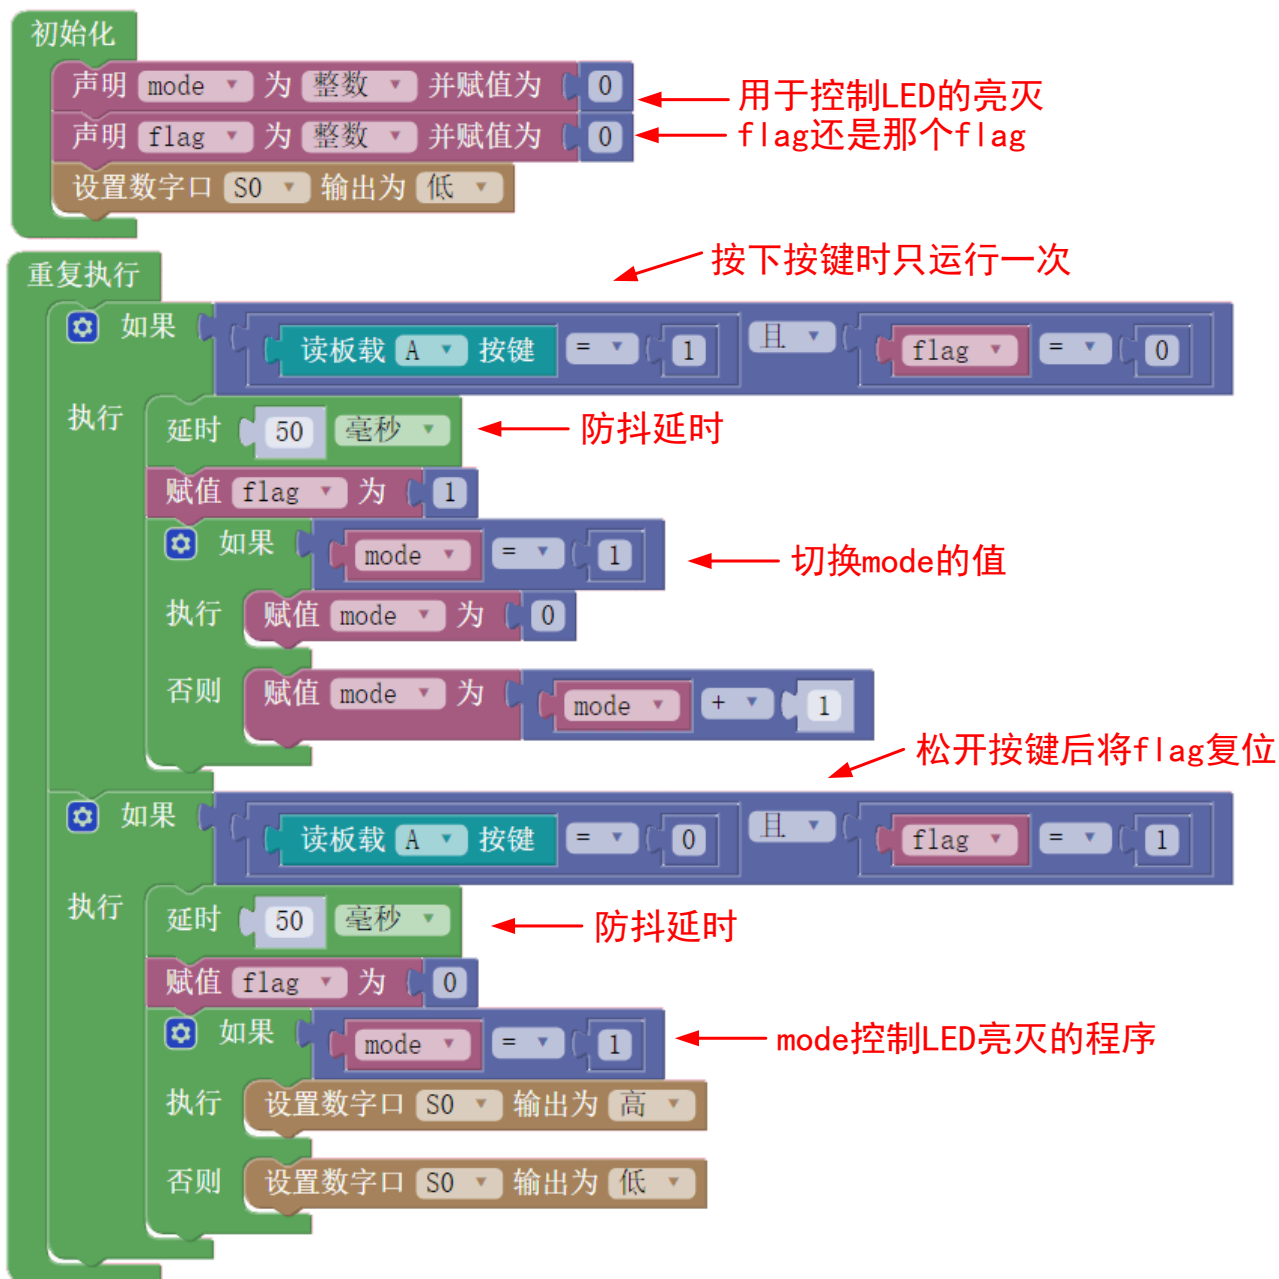 初始化
声明 mode 为 整数 并赋值为 0
用于控制LED的亮灭
声明 flag 为 整数 并赋值为 0
flag还是那个flag
设置数字口 S0 输出为 低
按下按键时只运行一次
重复执行
如果 读板载 A 按键 = 1 且 flag = 0
执行 延时 50 毫秒
防抖延时
赋值 flag 为 1
如果 mode = 1
切换mode的值
执行 赋值 mode 为 0
否则 赋值 mode 为 mode + 1
松开按键后将flag复位
如果 读板载 A 按键 = 0 且 flag = 1
执行 延时 50 毫秒
防抖延时
赋值 flag 为 0
如果 mode = 1
mode控制LED亮灭的程序
执行 设置数字口 S0 输出为 高
否则 设置数字口 S0 输出为 低